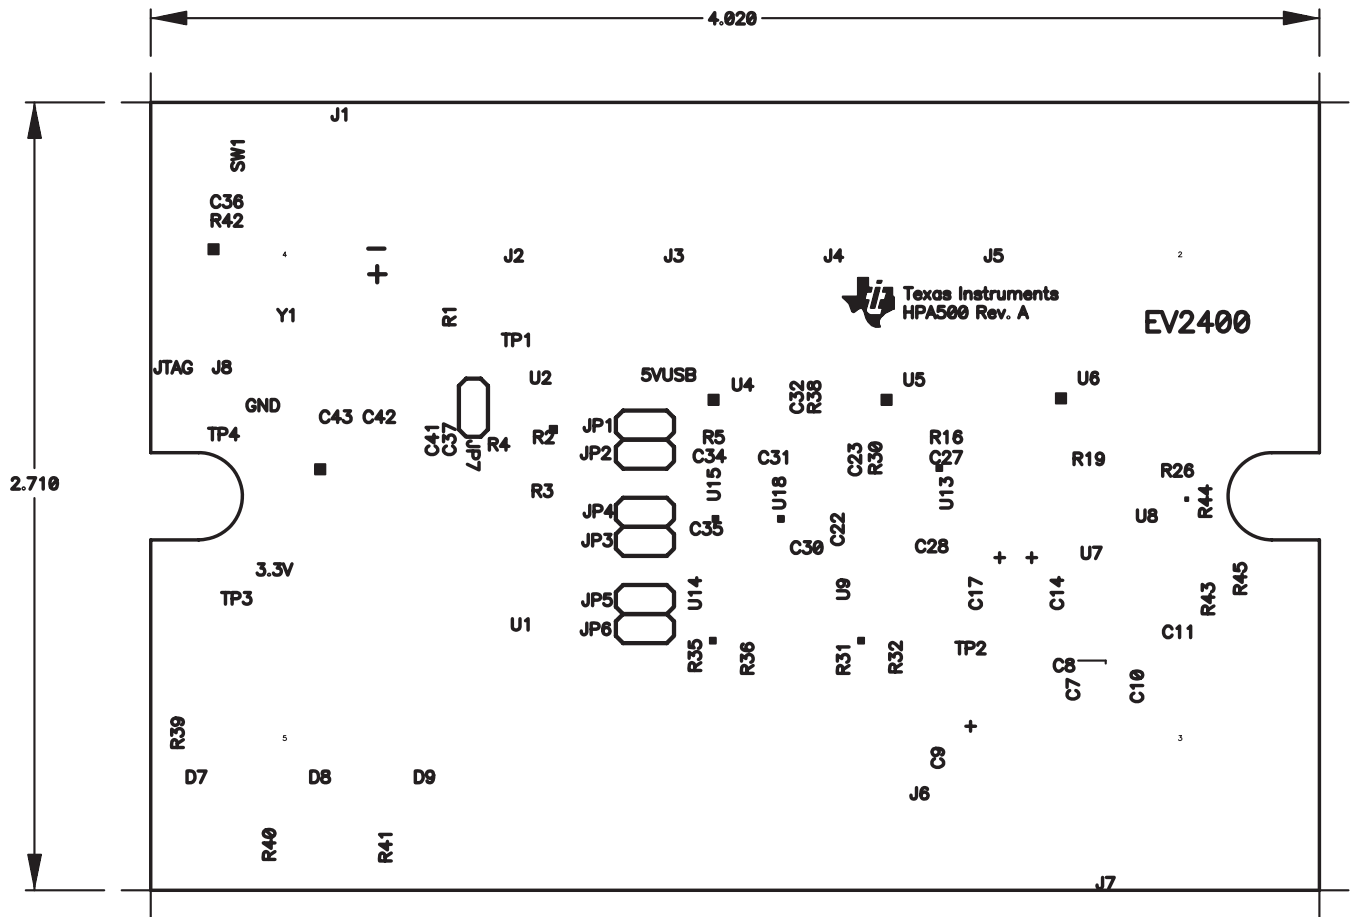 4.020
J1
SW1
C36
R42
4
−
+
J2
J3
J4
J5
2
Texas Instruments
HPA500 Rev. A
EV2400
Y1
R1
TP1
JTAG
J8
U2
5VUSB
U4
U5
U6
GND
C43
C42
C41
C37
JP7
R4
R2
JP1
JP2
R5
C34
C32
R38
C31
C23
R30
R16
C27
R19
R26
TP4
2.710
R3
U15
U18
U13
R44
U8
JP4
JP3
C35
C30
C22
C28
+
+
U7
3.3V
TP3
JP5
JP6
U1
U14
U9
C17
C14
R43
R45
R35
R36
R31
R32
TP2
C11
C8
C7
C10
R39
5
+
3
D7
D8
D9
C9
J6
R40
R41
J7